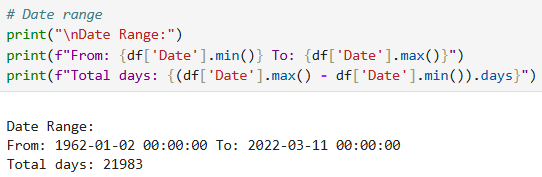 # Date range
print("\nDate Range:")
print(f"From: {df['Date'].min()} To: {df['Date'].max()}")
print(f"Total days: {(df['Date'].max() - df['Date'].min()).days}")
Date Range:
From: 1962-01-02 00:00:00 To: 2022-03-11 00:00:00
Total days: 21983